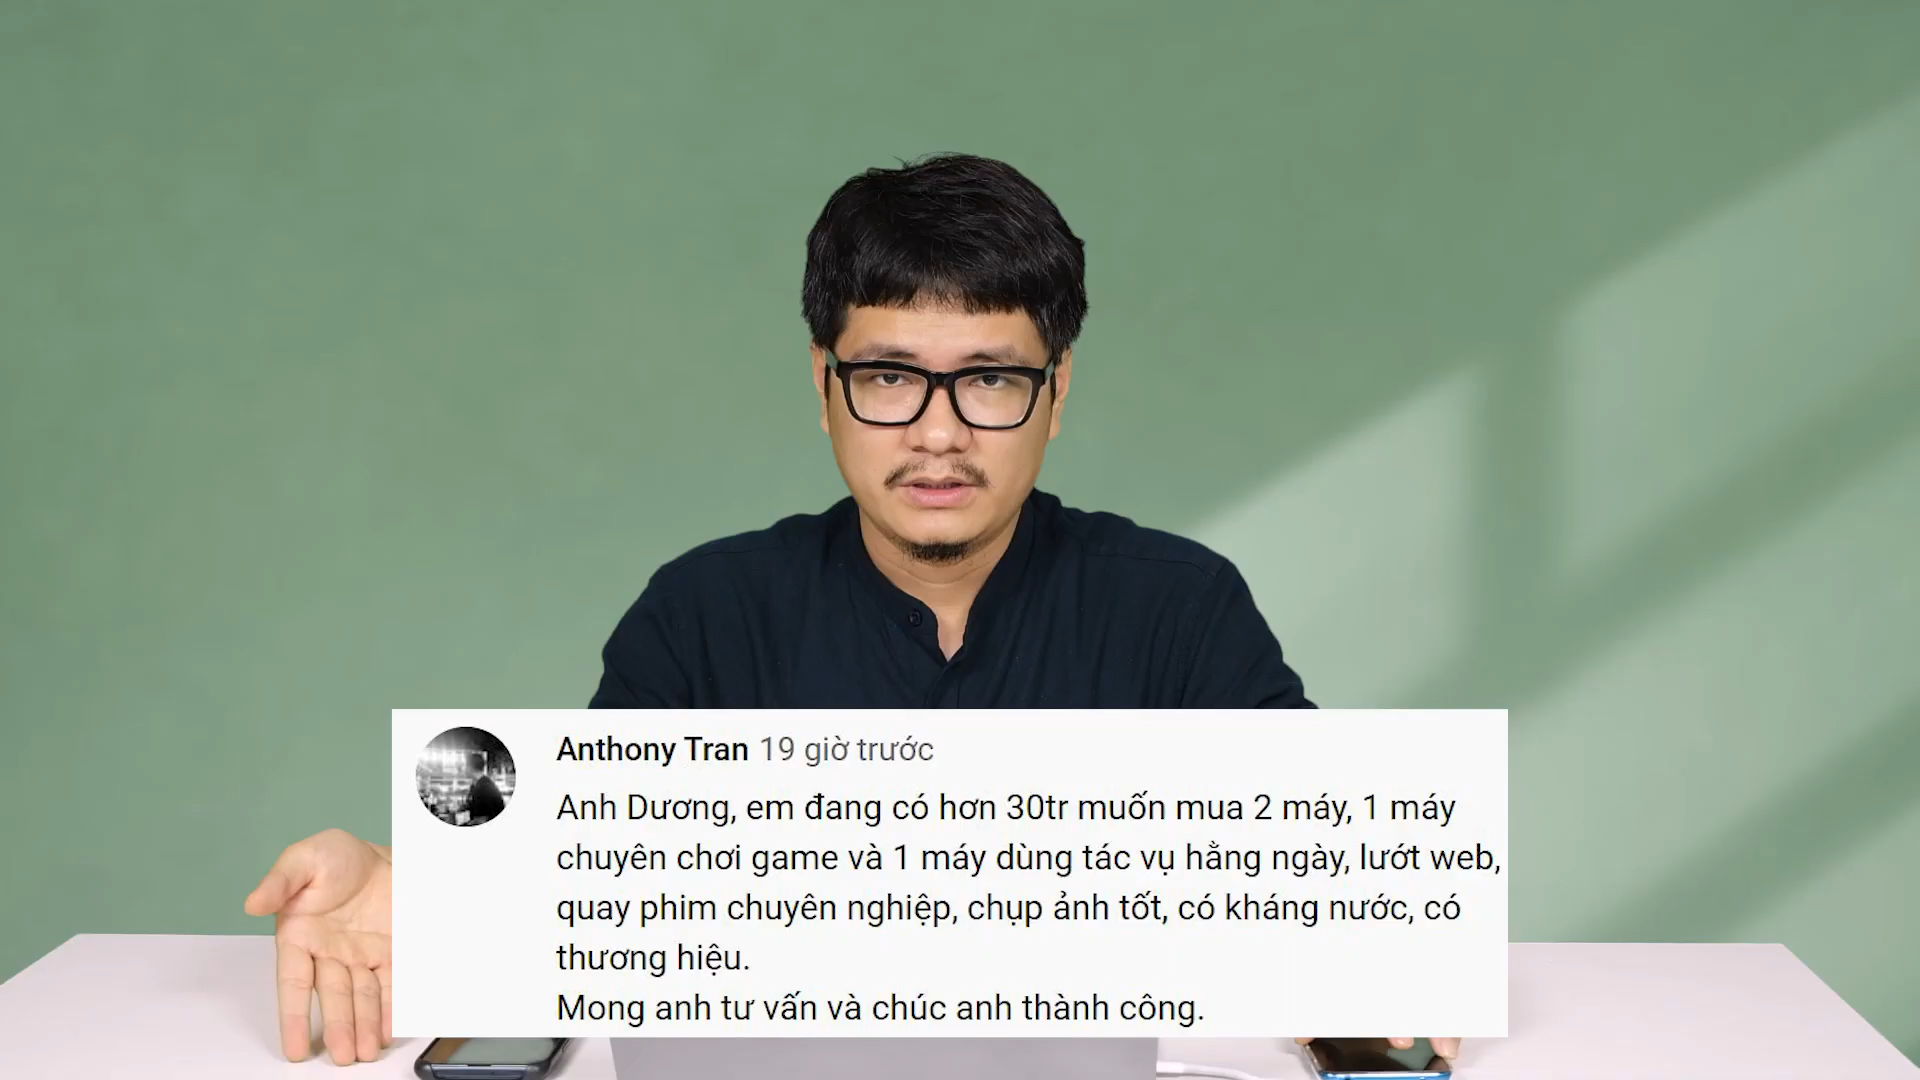 Anthony Tran 19 giờ trước
Anh Dương, em đang có hơn 30tr muốn mua 2 máy, 1 máy
chuyên chơi game và 1 máy dùng tác vụ hằng ngày, lướt web,
quay phim chuyên nghiệp, chụp ảnh tốt, có kháng nước, có
thương hiệu.
Mong anh tư vấn và chúc anh thành công.